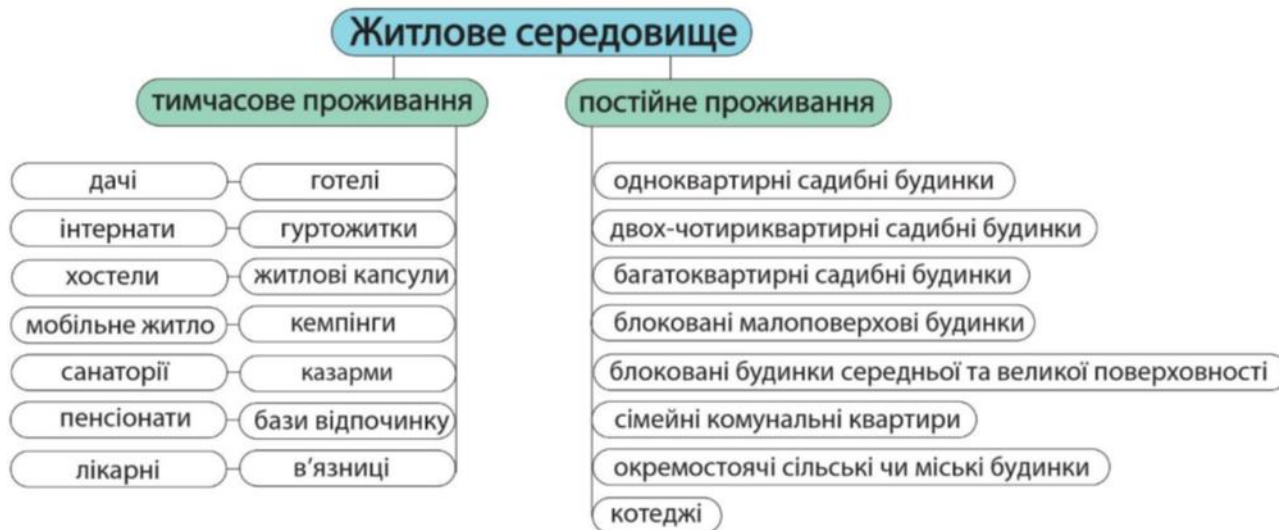 Житлове середовище
тимчасове проживання
дачі
готелі
інтернати
гуртожитки
хостели
житлові капсули
мобільне житло
кемпінги
санаторії
казарми
пенсіонати
бази відпочинку
лікарні
в’язниці
постійне проживання
одноквартирні садибні будинки
двох-чотириквартирні садибні будинки
багатоквартирні садибні будинки
блоковані малоповерхові будинки
блоковані будинки середньої та великої поверховності
сімейні комунальні квартири
окремостоячі сільські чи міські будинки
котеджі